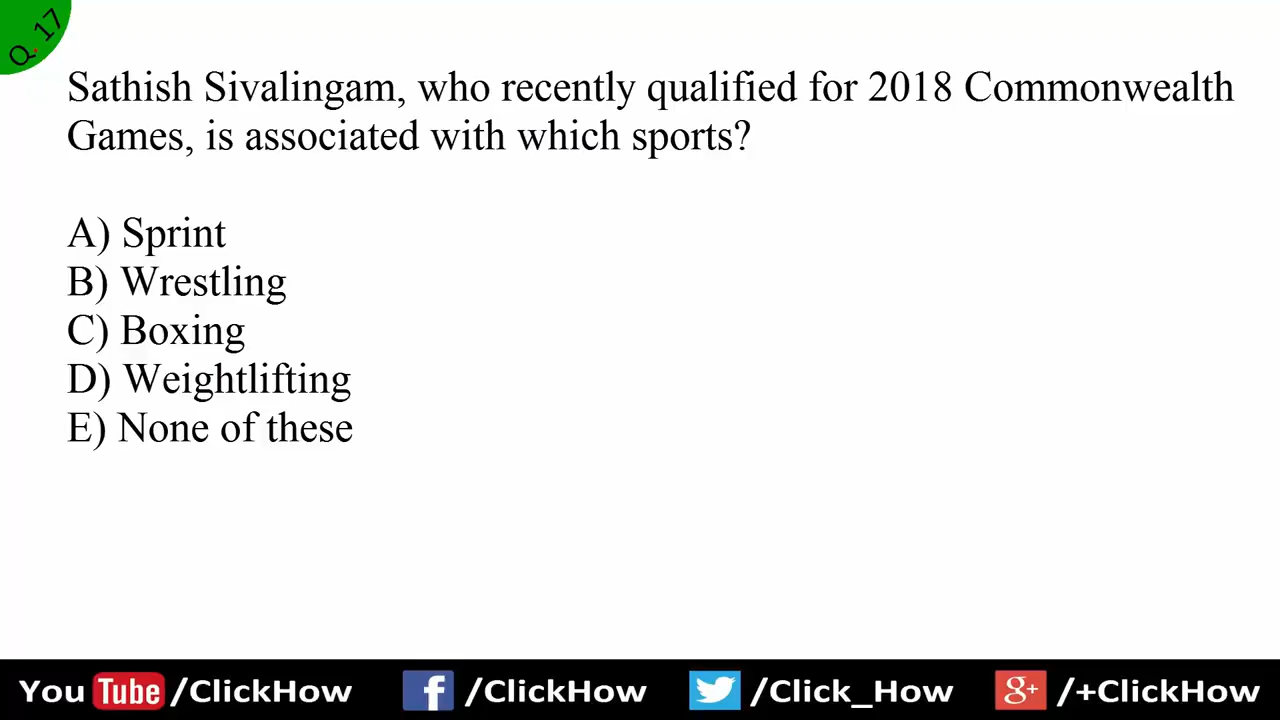 Q. 17
Sathish Sivalingam, who recently qualified for 2018 Commonwealth
Games, is associated with which sports?
A) Sprint
B) Wrestling
C) Boxing
D) Weightlifting
E) None of these
You Tube /ClickHow f /ClickHow /Click_How g+ /+ClickHow